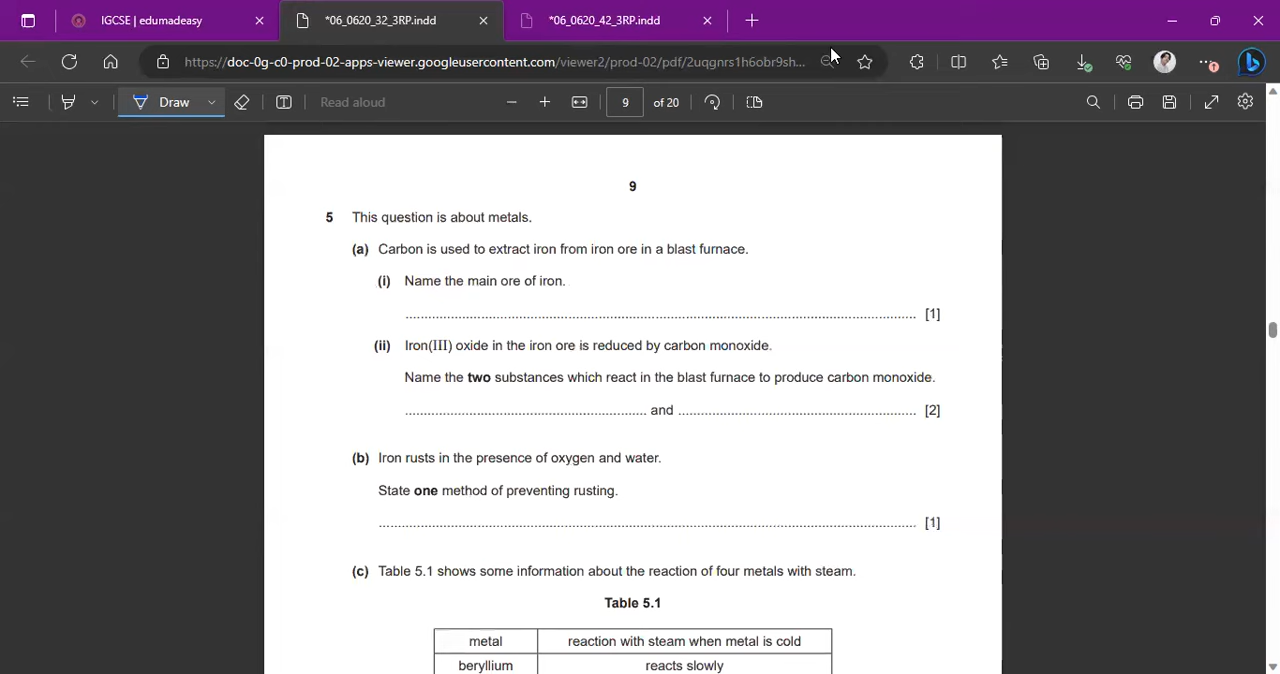 IGCSE | edumadeasy
*06_0620_32_3RP.indd
*06_0620_42_3RP.indd
https://doc-0g-c0-prod-02-apps-viewer.googleusercontent.com/viewer2/prod-02/pdf/2uqgnrs1h6obr9sh...
Draw
Read aloud
9
of 20
9
5 This question is about metals.
(a) Carbon is used to extract iron from iron ore in a blast furnace.
(i) Name the main ore of iron.
.......................................................................................................................................... [1]
(ii) Iron(III) oxide in the iron ore is reduced by carbon monoxide.
Name the two substances which react in the blast furnace to produce carbon monoxide.
................................................................ and ............................................................... [2]
(b) Iron rusts in the presence of oxygen and water.
State one method of preventing rusting.
................................................................................................................................................. [1]
(c) Table 5.1 shows some information about the reaction of four metals with steam.
Table 5.1
metal reaction with steam when metal is cold
beryllium reacts slowly